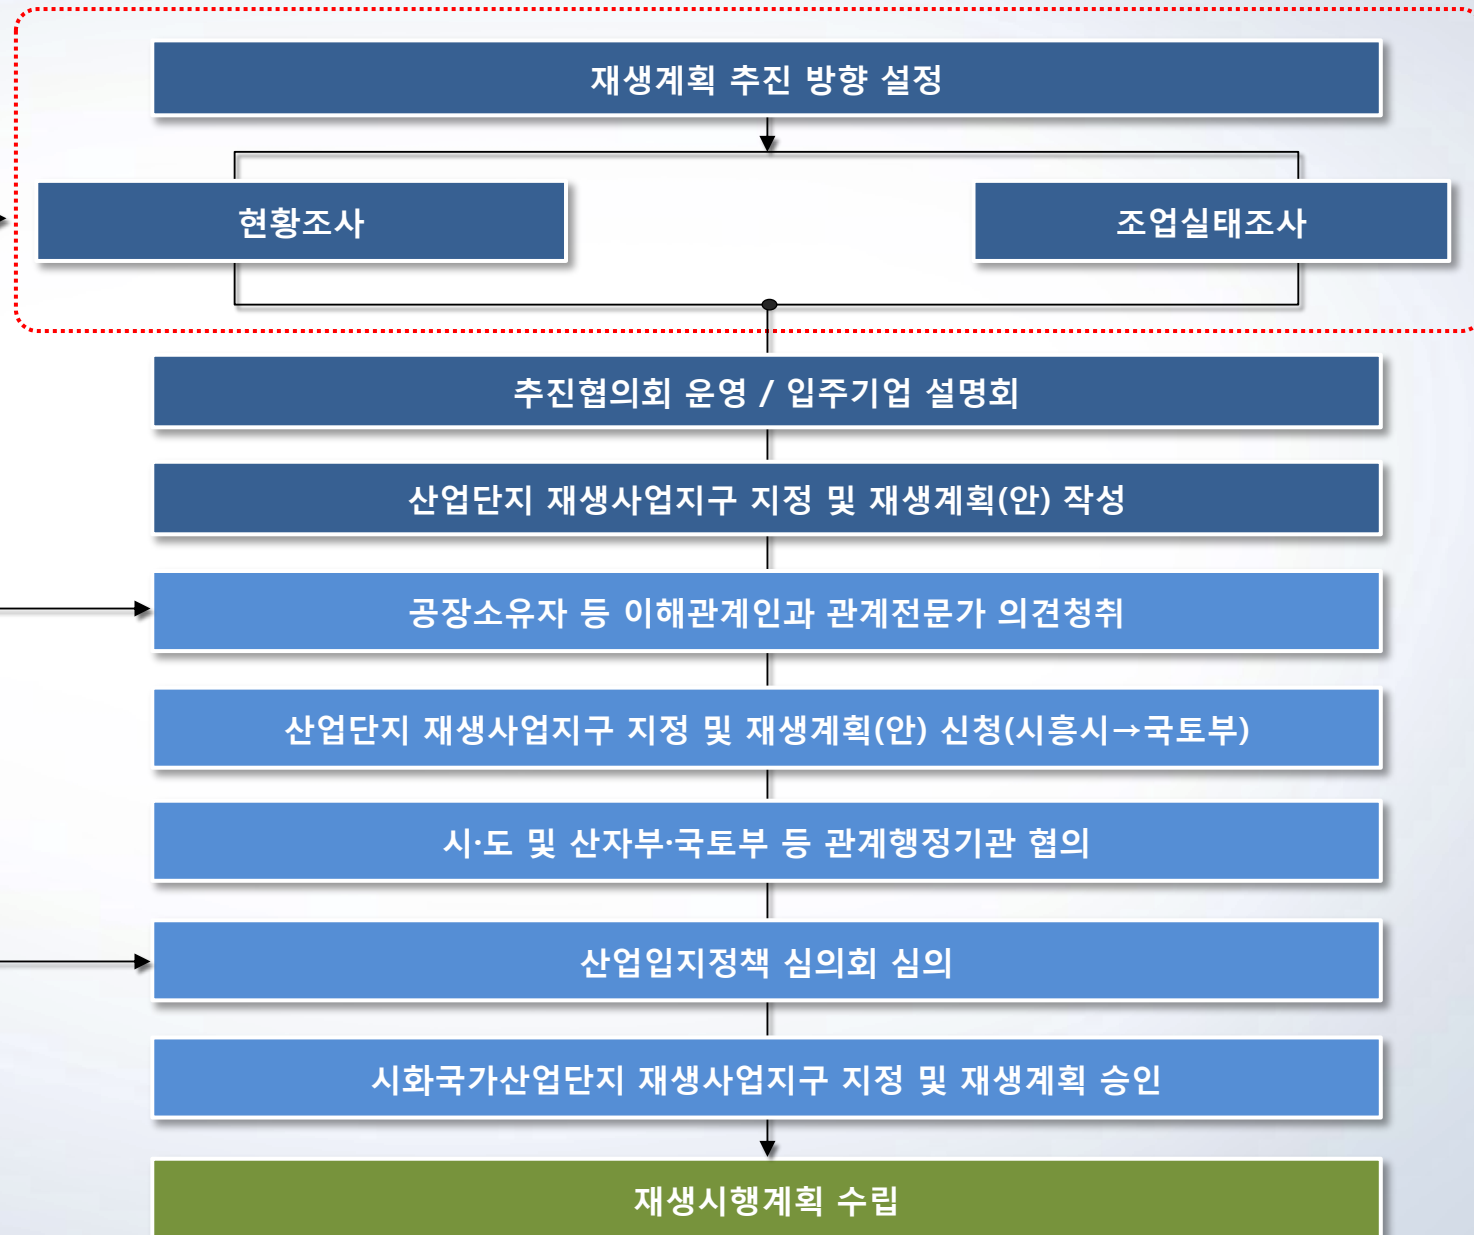 재생계획 추진 방향 설정
현황조사
조업실태조사
추진협의회 운영 / 입주기업 설명회
산업단지 재생사업지구 지정 및 재생계획(안) 작성
공장소유자 등 이해관계인과 관계전문가 의견청취
산업단지 재생사업지구 지정 및 재생계획(안) 신청(시흥시→국토부)
시·도 및 산자부·국토부 등 관계행정기관 협의
산업입지정책 심의회 심의
시화국가산업단지 재생사업지구 지정 및 재생계획 승인
재생시행계획 수립